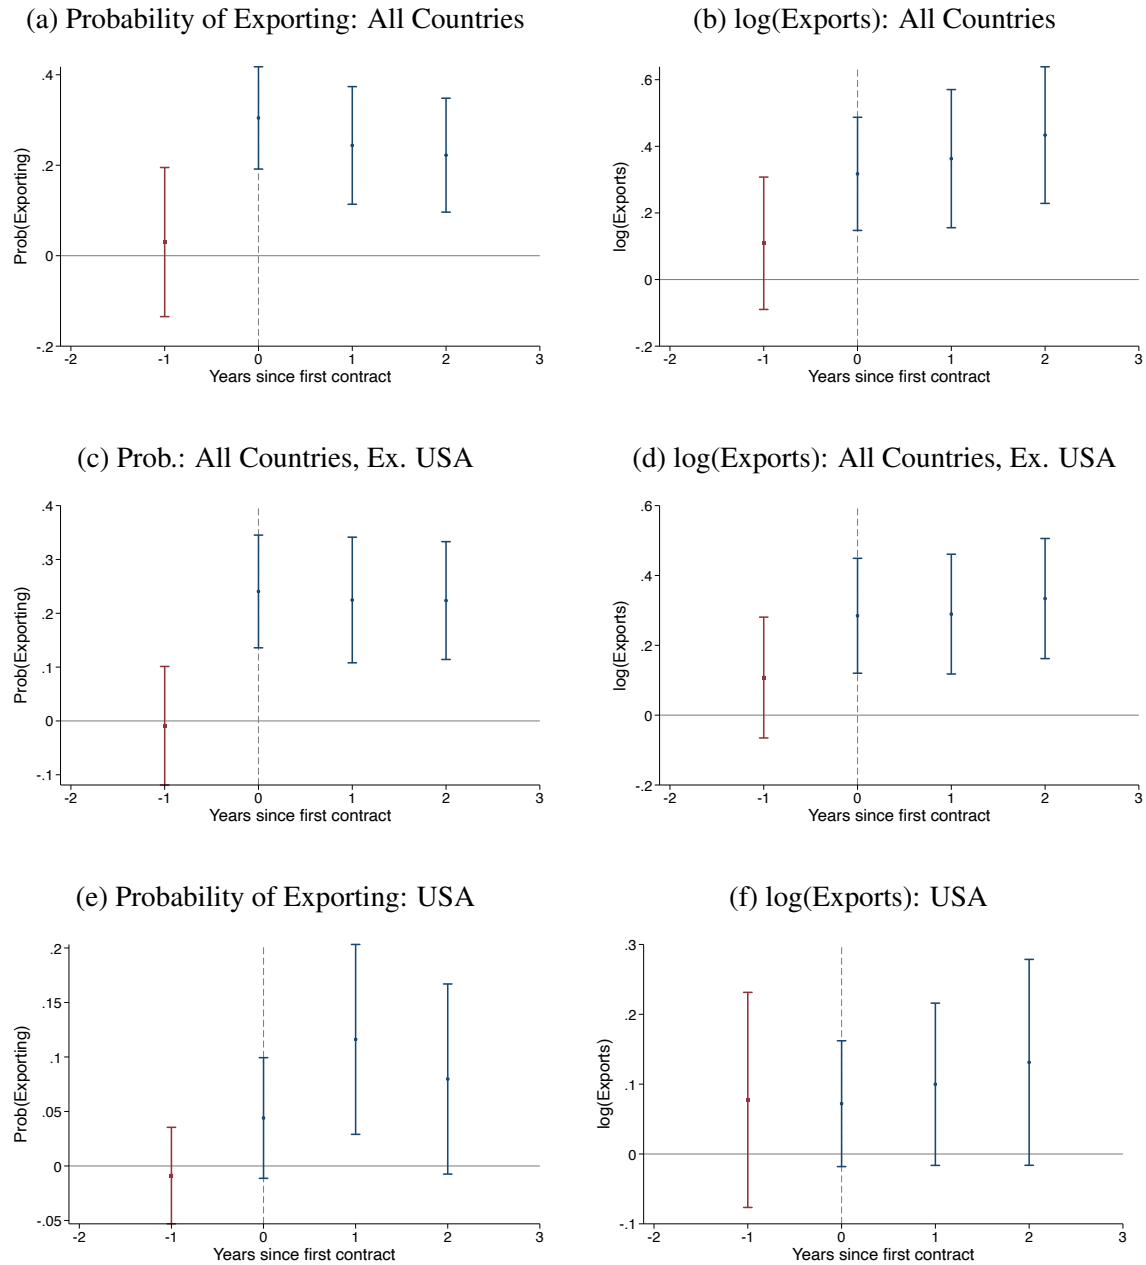 (a) Probability of Exporting: All Countries
.4
.2
0
-.2
Prob(Exporting)
-2 -1 0 1 2 3
Years since first contract
(b) log(Exports): All Countries
.6
.4
.2
0
-.2
log(Exports)
-2 -1 0 1 2 3
Years since first contract
(c) Prob.: All Countries, Ex. USA
.4
.3
.2
.1
0
-.1
Prob(Exporting)
-2 -1 0 1 2 3
Years since first contract
(d) log(Exports): All Countries, Ex. USA
.6
.4
.2
0
-.2
log(Exports)
-2 -1 0 1 2 3
Years since first contract
(e) Probability of Exporting: USA
.2
.15
.1
.05
0
-.05
Prob(Exporting)
-2 -1 0 1 2 3
Years since first contract
(f) log(Exports): USA
.3
.2
.1
0
-.1
log(Exports)
-2 -1 0 1 2 3
Years since first contract